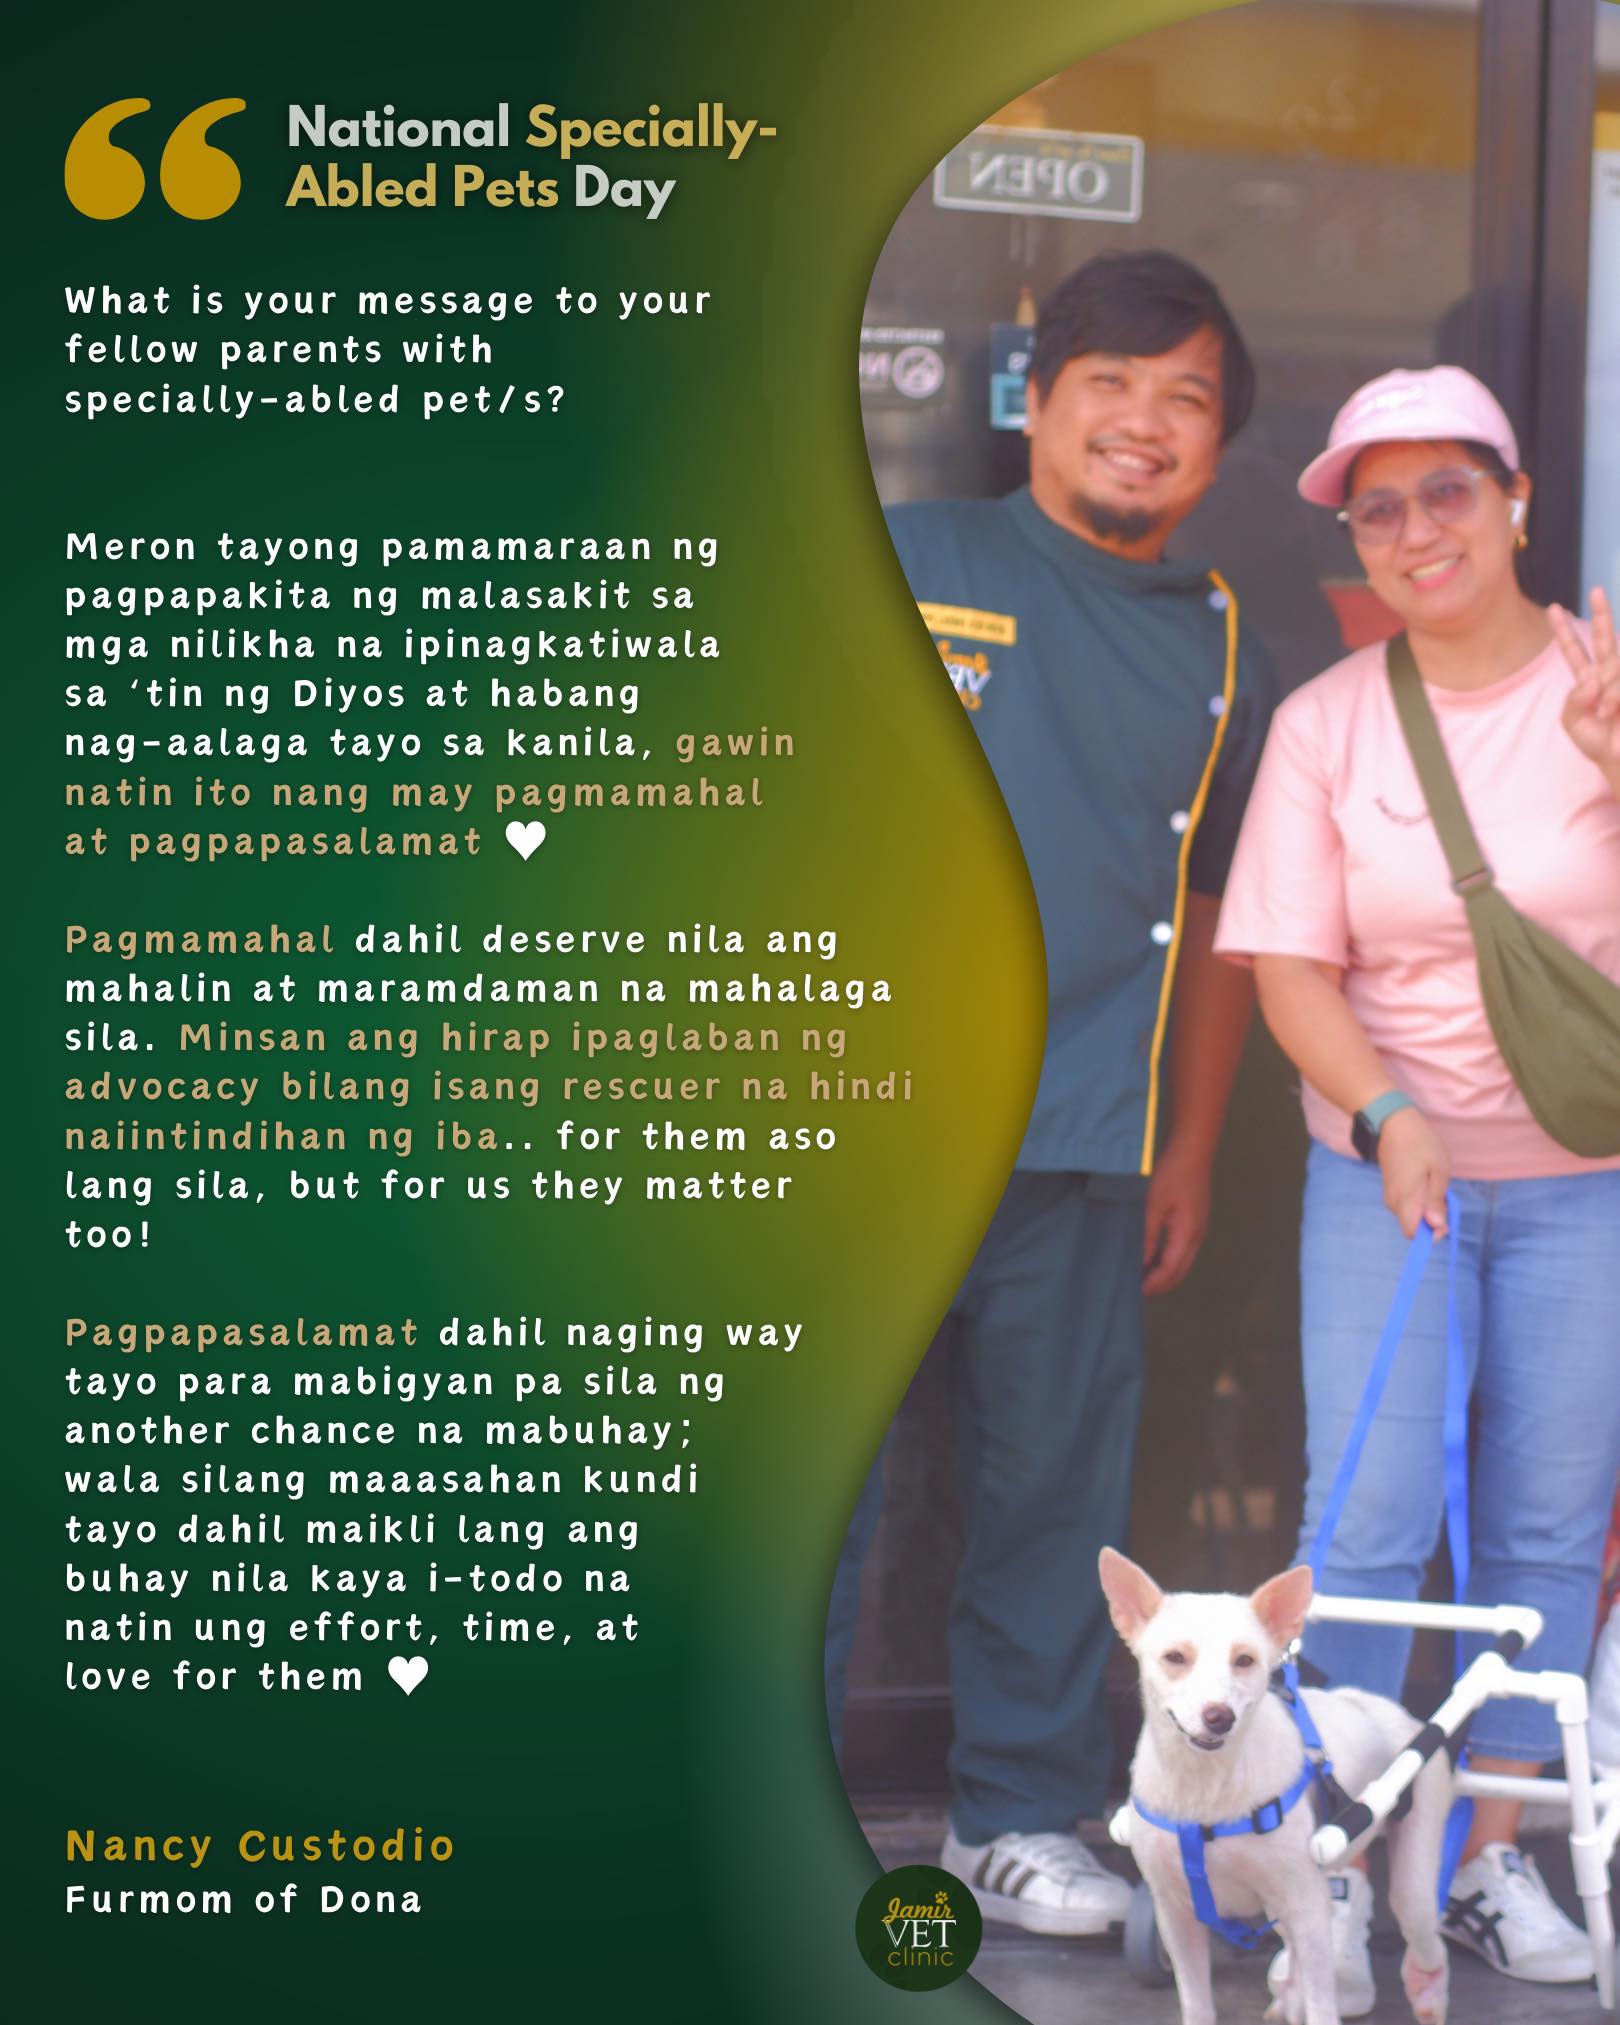 National Specially-
Abled Pets Day
What is your message to your
fellow parents with
specially-abled pet/s?
Meron tayong pamamaraan ng
pagpapakita ng malasakit sa
mga nilikha na ipinagkatiwala
sa ‘tin ng Diyos at habang
nag-aalaga tayo sa kanila, gawin
natin ito nang may pagmamahal
at pagpapasalamat ♥
Pagmamahal dahil deserve nila ang
mahalin at maramdaman na mahalaga
sila. Minsan ang hirap ipaglaban ng
advocacy bilang isang rescuer na hindi
naiintindihan ng iba.. for them aso
lang sila, but for us they matter
too!
Pagpapasalamat dahil naging way
tayo para mabigyan pa sila ng
another chance na mabuhay;
wala silang maaasahan kundi
tayo dahil maikli lang ang
buhay nila kaya i-todo na
natin ung effort, time, at
love for them ♥
Nancy Custodio
Furmom of Dona
Jamir
VET
clinic
OPEN